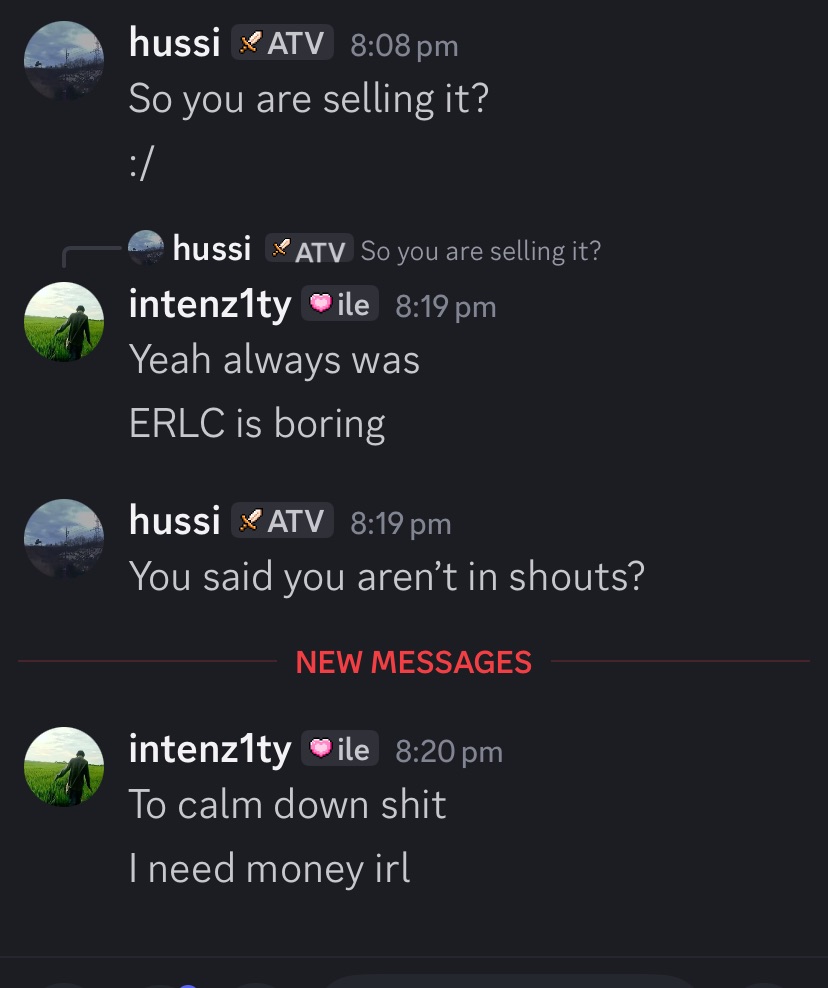 hussi ATV 8:08 pm
So you are selling it?
:/
hussi ATV So you are selling it?
intenz1ty ile 8:19 pm
Yeah always was
ERLC is boring
hussi ATV 8:19 pm
You said you aren’t in shouts?
NEW MESSAGES
intenz1ty ile 8:20 pm
To calm down shit
I need money irl